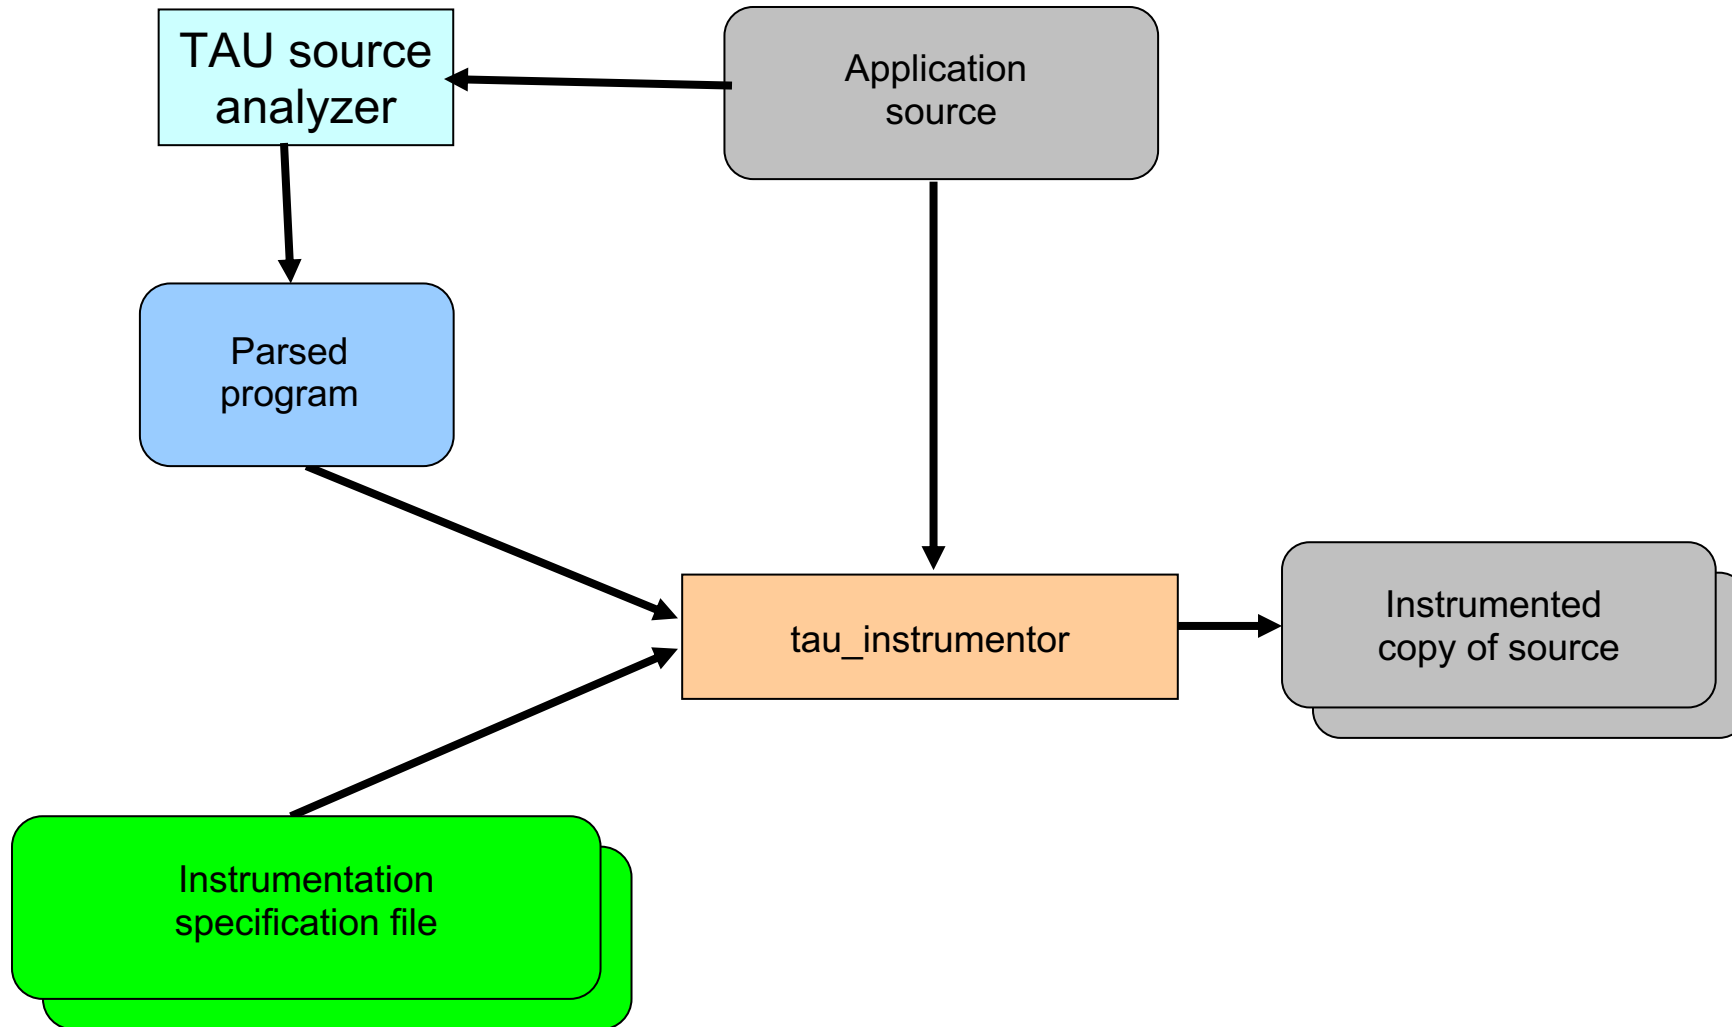 TAU source
analyzer
Application
source
Parsed
program
tau_instrumentor
Instrumented
copy of source
Instrumentation
specification file